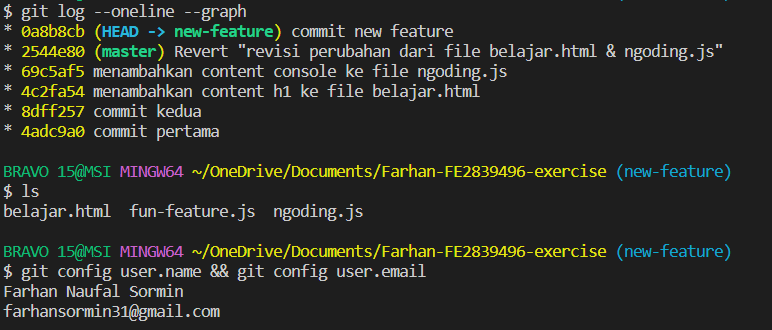 $ git log --oneline --graph
* 0a8b8cb (HEAD -> new-feature) commit new feature
* 2544e80 (master) Revert "revisi perubahan dari file belajar.html & ngoding.js"
* 69c5af5 menambahkan content console ke file ngoding.js
* 4c2fa54 menambahkan content h1 ke file belajar.html
* 8dff257 commit kedua
* 4adc9a0 commit pertama
BRAVO 15@MSI MINGW64 ~/OneDrive/Documents/Farhan-FE2839496-exercise (new-feature)
$ ls
belajar.html  fun-feature.js  ngoding.js
BRAVO 15@MSI MINGW64 ~/OneDrive/Documents/Farhan-FE2839496-exercise (new-feature)
$ git config user.name && git config user.email
Farhan Naufal Sormin
farhansormin31@gmail.com